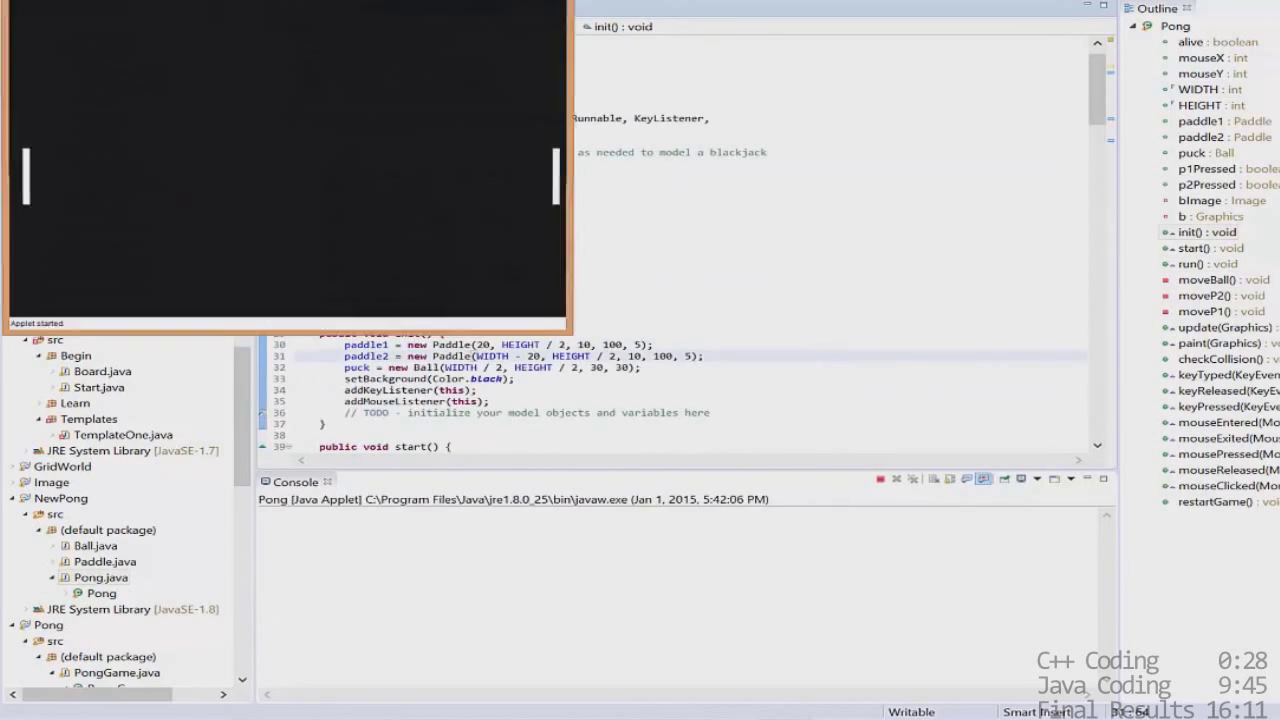 Applet started.
init() : void
Runnable, KeyListener,
as needed to model a blackjack
30 paddle1 = new Paddle(20, HEIGHT / 2, 10, 100, 5);
31 paddle2 = new Paddle(WIDTH - 20, HEIGHT / 2, 10, 100, 5);
32 puck = new Ball(WIDTH / 2, HEIGHT / 2, 30, 30);
33 setBackground(Color.black);
34 addKeyListener(this);
35 addMouseListener(this);
36 // TODO - initialize your model objects and variables here
37 }
38
39 public void start() {
Outline
Pong
alive : boolean
mouseX : int
mouseY : int
WIDTH : int
HEIGHT : int
paddle1 : Paddle
paddle2 : Paddle
puck : Ball
p1Pressed : boolea
p2Pressed : boolea
bImage : Image
b : Graphics
init() : void
start() : void
run() : void
moveBall() : void
moveP2() : void
moveP1() : void
update(Graphics) :
paint(Graphics) : void
checkCollision() : void
keyTyped(KeyEven
keyReleased(KeyEve
keyPressed(KeyEve
mouseEntered(Mo
mouseExited(Mous
mousePressed(Mo
mouseReleased(M
mouseClicked(Mou
restartGame() : void
src
Begin
Board.java
Start.java
Learn
Templates
TemplateOne.java
JRE System Library [JavaSE-1.7]
GridWorld
Image
NewPong
src
(default package)
Ball.java
Paddle.java
Pong.java
Pong
JRE System Library [JavaSE-1.8]
Pong
src
(default package)
PongGame.java
Console
Pong [Java Applet] C:\Program Files\Java\jre1.8.0_25\bin\javaw.exe (Jan 1, 2015, 5:42:06 PM)
C++ Coding 0:28
Java Coding 9:45
Final Results 16:11
Writable
Smart Insert